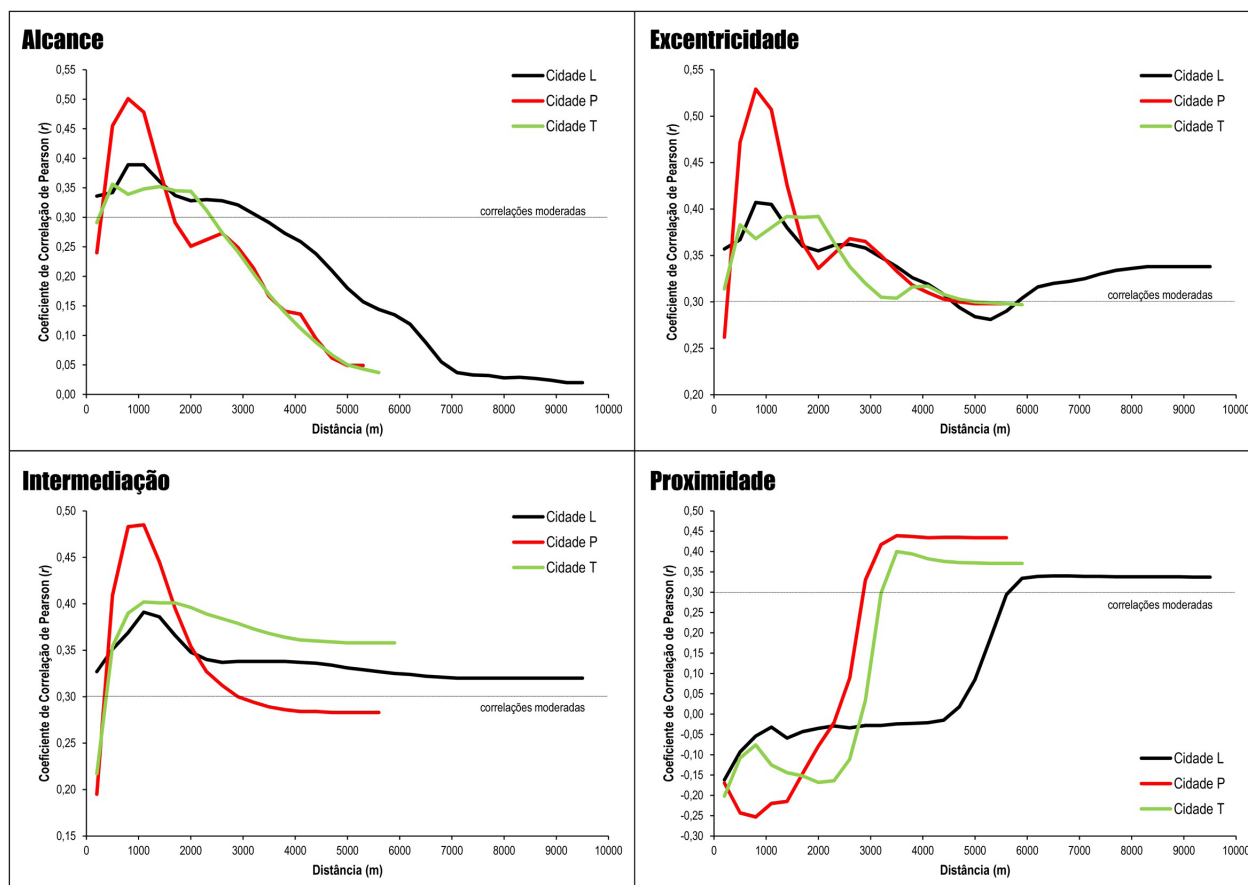 Alcance
Coeficiente de Correlação de Pearson (r)
0,55
0,50
0,45
0,40
0,35
0,30
0,25
0,20
0,15
0,10
0,05
0,00
Cidade L
Cidade P
Cidade T
correlações moderadas
0 1000 2000 3000 4000 5000 6000 7000 8000 9000 10000
Distância (m)
Excentricidade
Coeficiente de Correlação de Pearson (r)
0,55
0,50
0,45
0,40
0,35
0,30
0,25
0,20
Cidade L
Cidade P
Cidade T
correlações moderadas
0 1000 2000 3000 4000 5000 6000 7000 8000 9000 10000
Distância (m)
Intermediação
Coeficiente de Correlação de Pearson (r)
0,50
0,45
0,40
0,35
0,30
0,25
0,20
0,15
Cidade L
Cidade P
Cidade T
correlações moderadas
0 1000 2000 3000 4000 5000 6000 7000 8000 9000 10000
Distância (m)
Proximidade
Coeficiente de Correlação de Pearson (r)
0,50
0,45
0,40
0,35
0,30
0,25
0,20
0,15
0,10
0,05
0,00
-0,05
-0,10
-0,15
-0,20
-0,25
-0,30
correlações moderadas
Cidade L
Cidade P
Cidade T
0 1000 2000 3000 4000 5000 6000 7000 8000 9000 10000
Distância (m)